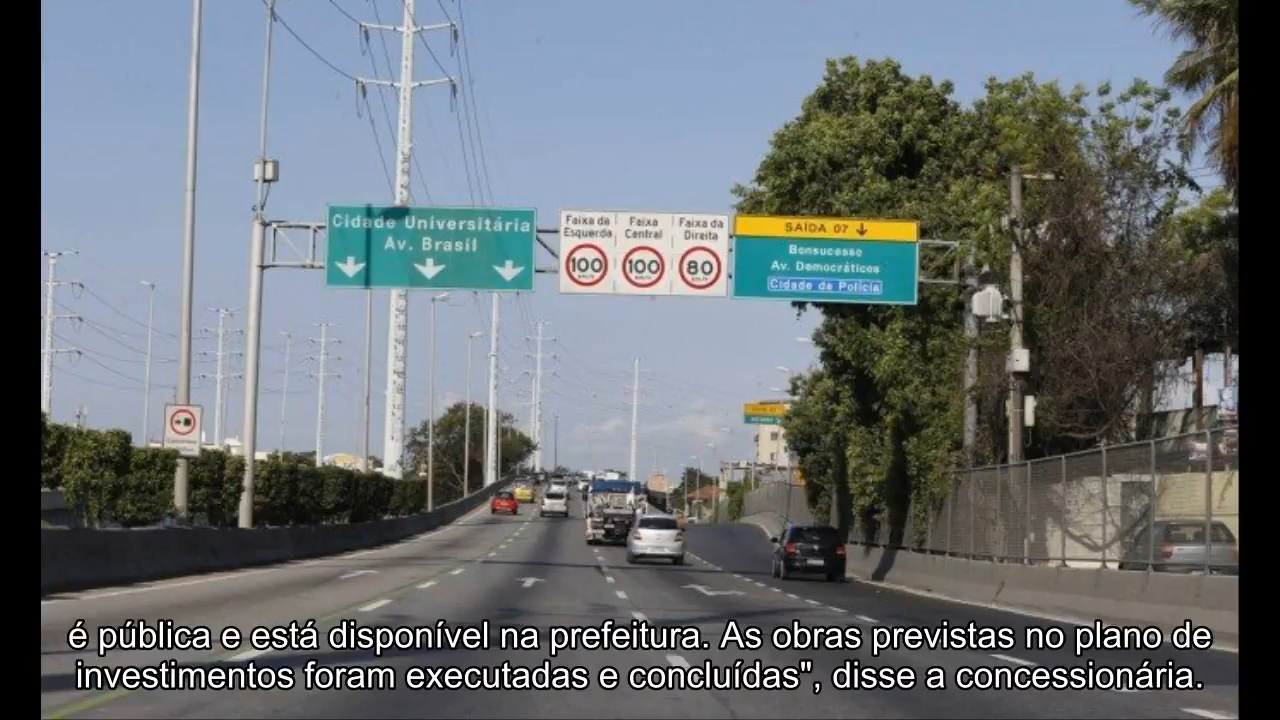 Cidade Universitária
Av. Brasil
Faixa da
Esquerda
100
Faixa
Central
100
Faixa da
Direita
80
SAÍDA 07
Bonsucesso
Av. Democráticos
Cidade da Polícia
é pública e está disponível na prefeitura. As obras previstas no plano de
investimentos foram executadas e concluídas", disse a concessionária.